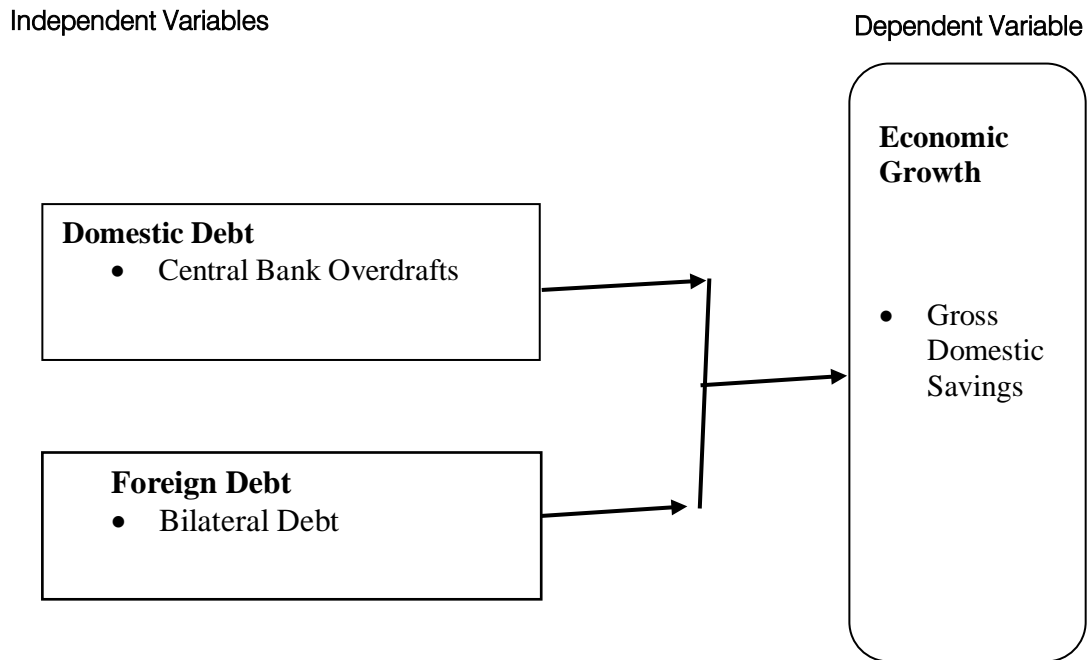 Independent Variables
Dependent Variable
Economic
Growth
Domestic Debt
• Central Bank Overdrafts
• Gross
Domestic
Savings
Foreign Debt
• Bilateral Debt